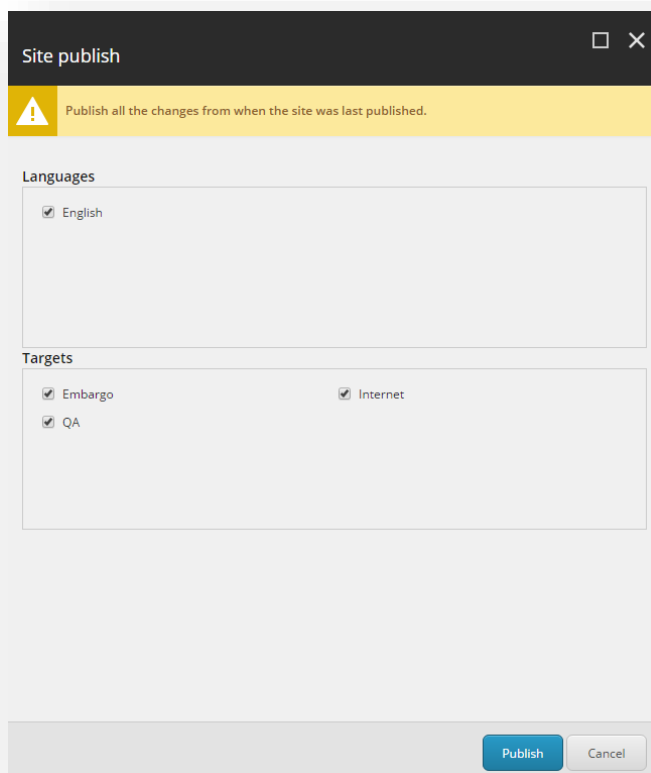 Site publish
Publish all the changes from when the site was last published.
Languages
English
Targets
Embargo
Internet
QA
Publish
Cancel